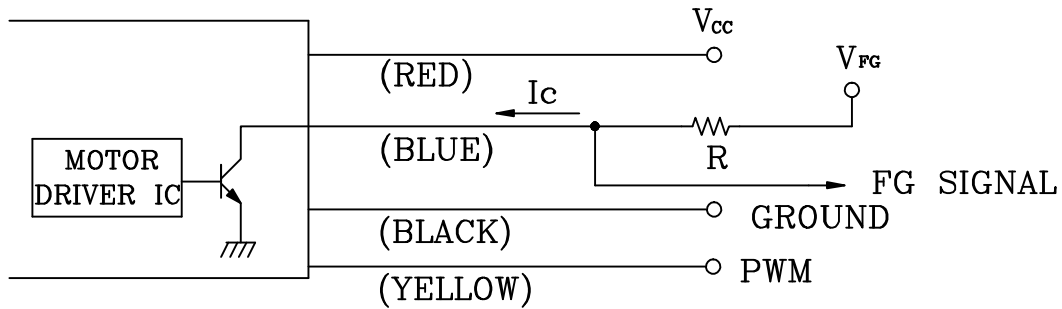 Vcc
(RED)
VFG
Ic
(BLUE)
R
MOTOR
DRIVER IC
FG SIGNAL
(BLACK)
GROUND
(YELLOW)
PWM